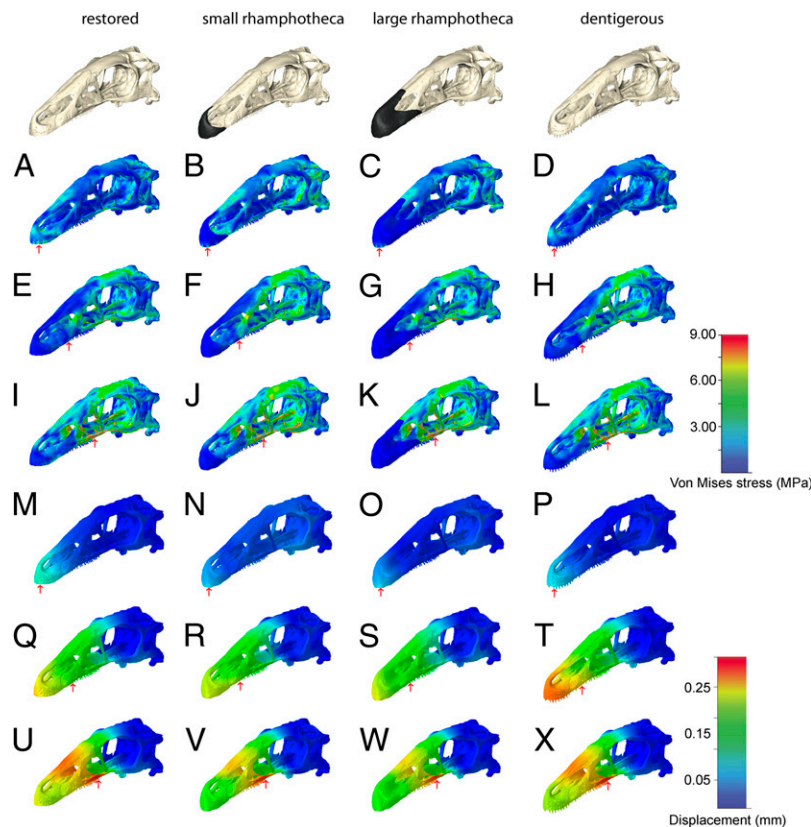 restored small rhamphotheca large rhamphotheca dentigerous
A B C D
E F G H
9.00
6.00
I J K L
3.00
Von Mises stress (MPa)
M N O P
Q R S T
0.25
U V W X
0.15
0.05
Displacement (mm)